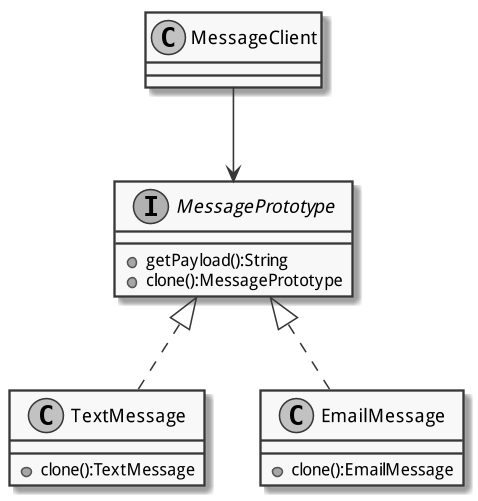 C MessageClient
I MessagePrototype
getPayload():String
clone():MessagePrototype
C TextMessage
clone():TextMessage
C EmailMessage
clone():EmailMessage